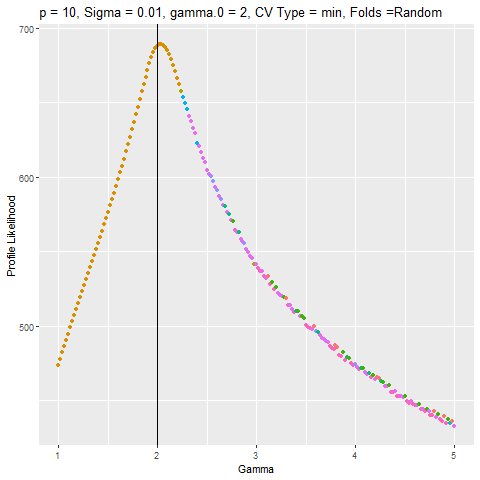 p = 10, Sigma = 0.01, gamma.0 = 2, CV Type = min, Folds =Random
700
600
500
Profile Likelihood
1
2
3
4
5
Gamma